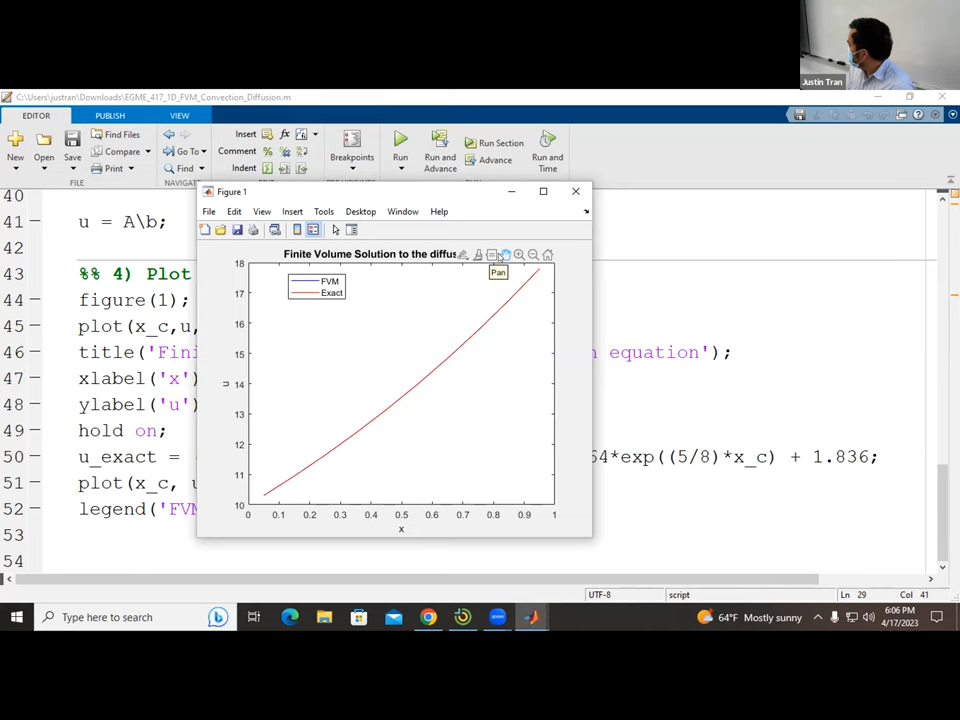 Justin Tran
C:\Users\justran\Downloads\EGME_417_1D_FVM_Convection_Diffusion.m
EDITOR PUBLISH VIEW
New Open Save
Find Files
Compare
Print
Go To
Find
Insert
Comment
Indent
Breakpoints
Run
Run and Advance
Run Section
Advance
Run and Time
FILE NAVIGATE
Figure 1
File Edit View Insert Tools Desktop Window Help
Finite Volume Solution to the diffus
Pan
FVM
Exact
18
17
16
15
14
13
12
11
10
u
0 0.1 0.2 0.3 0.4 0.5 0.6 0.7 0.8 0.9 1
x
40
41 u = A\b;
42
43 %% 4) Plot
44 figure(1);
45 plot(x_c,u,
46 title('Fini n equation');
47 xlabel('x')
48 ylabel('u')
49 hold on;
50 u_exact = 64*exp((5/8)*x_c) + 1.836;
51 plot(x_c, u
52 legend('FV
53
54
UTF-8 script Ln 29 Col 41
Type here to search
64°F Mostly sunny
6:06 PM
4/17/2023